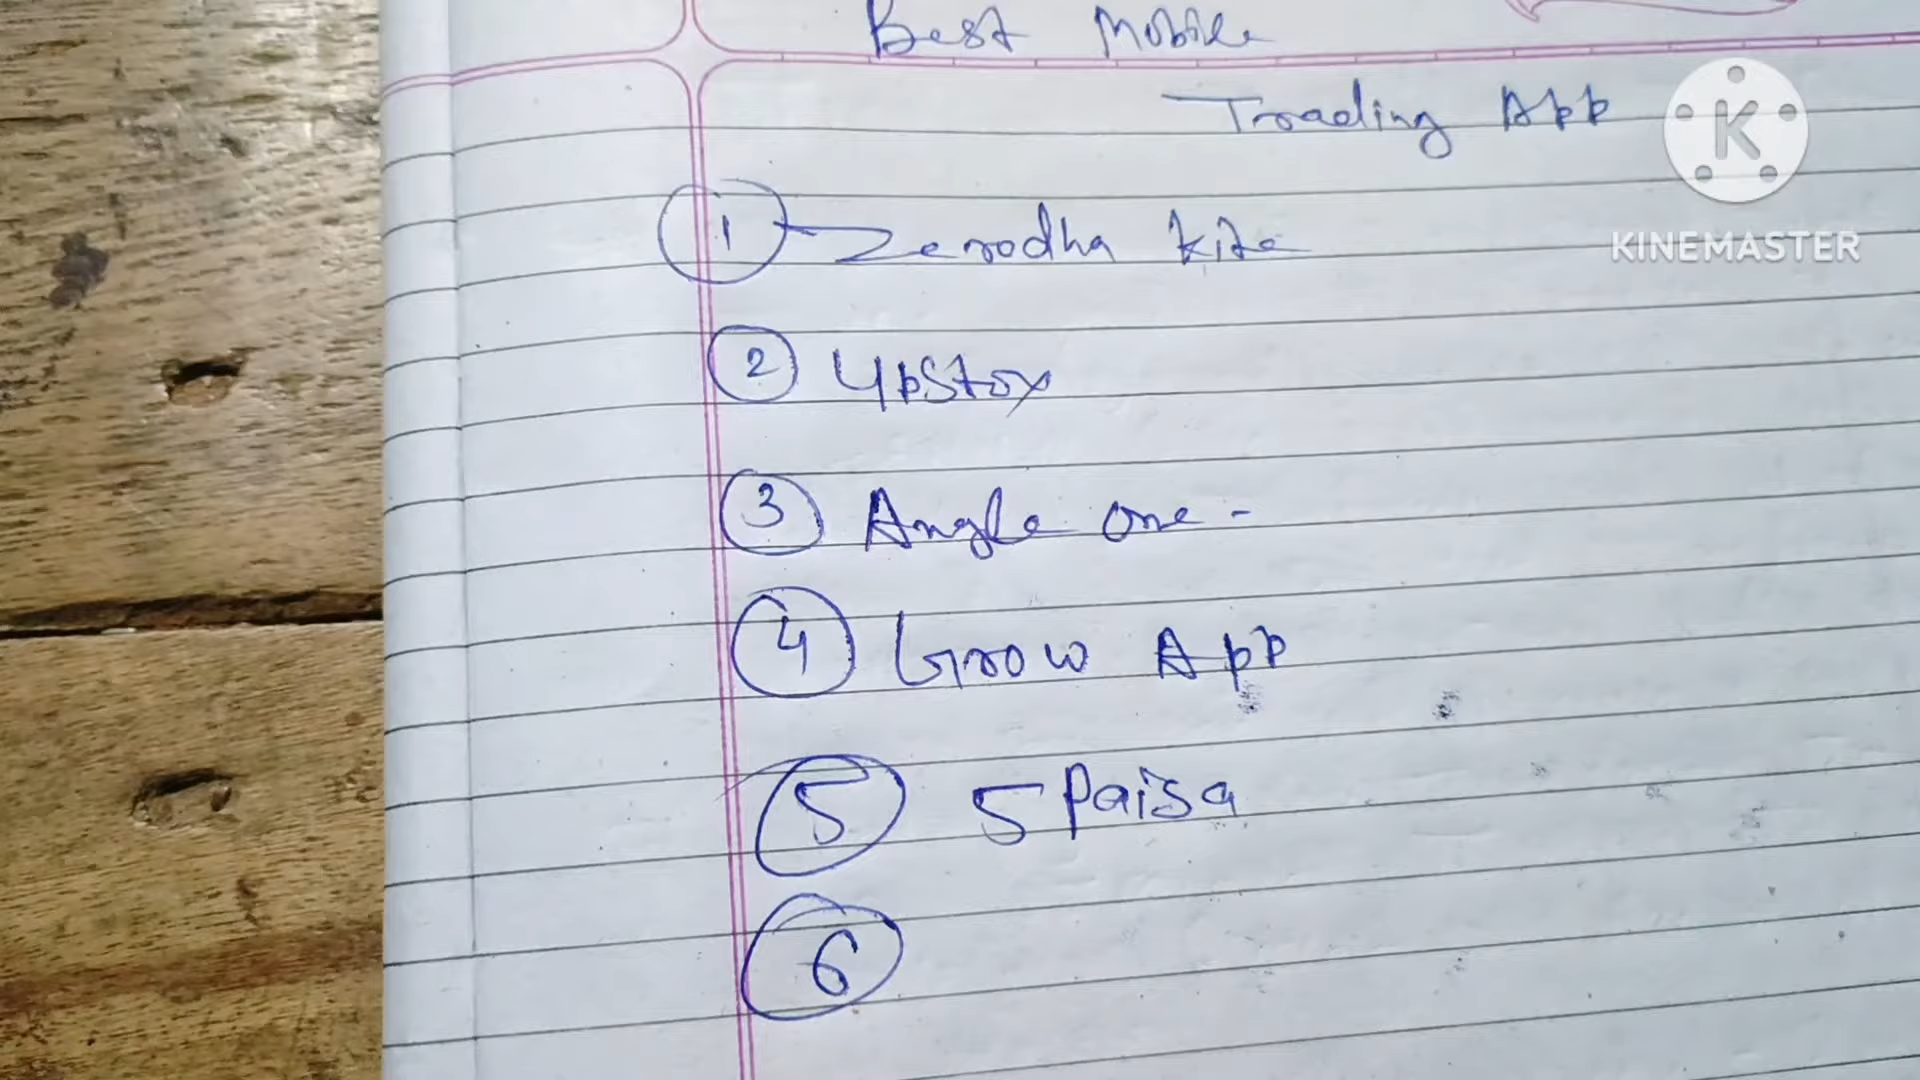 Best Mobile
Trading App
K
KINEMASTER
1 Zerodha Kite
2 Upstox
3 Angle One -
4 Grow App
5 5 Paisa
6